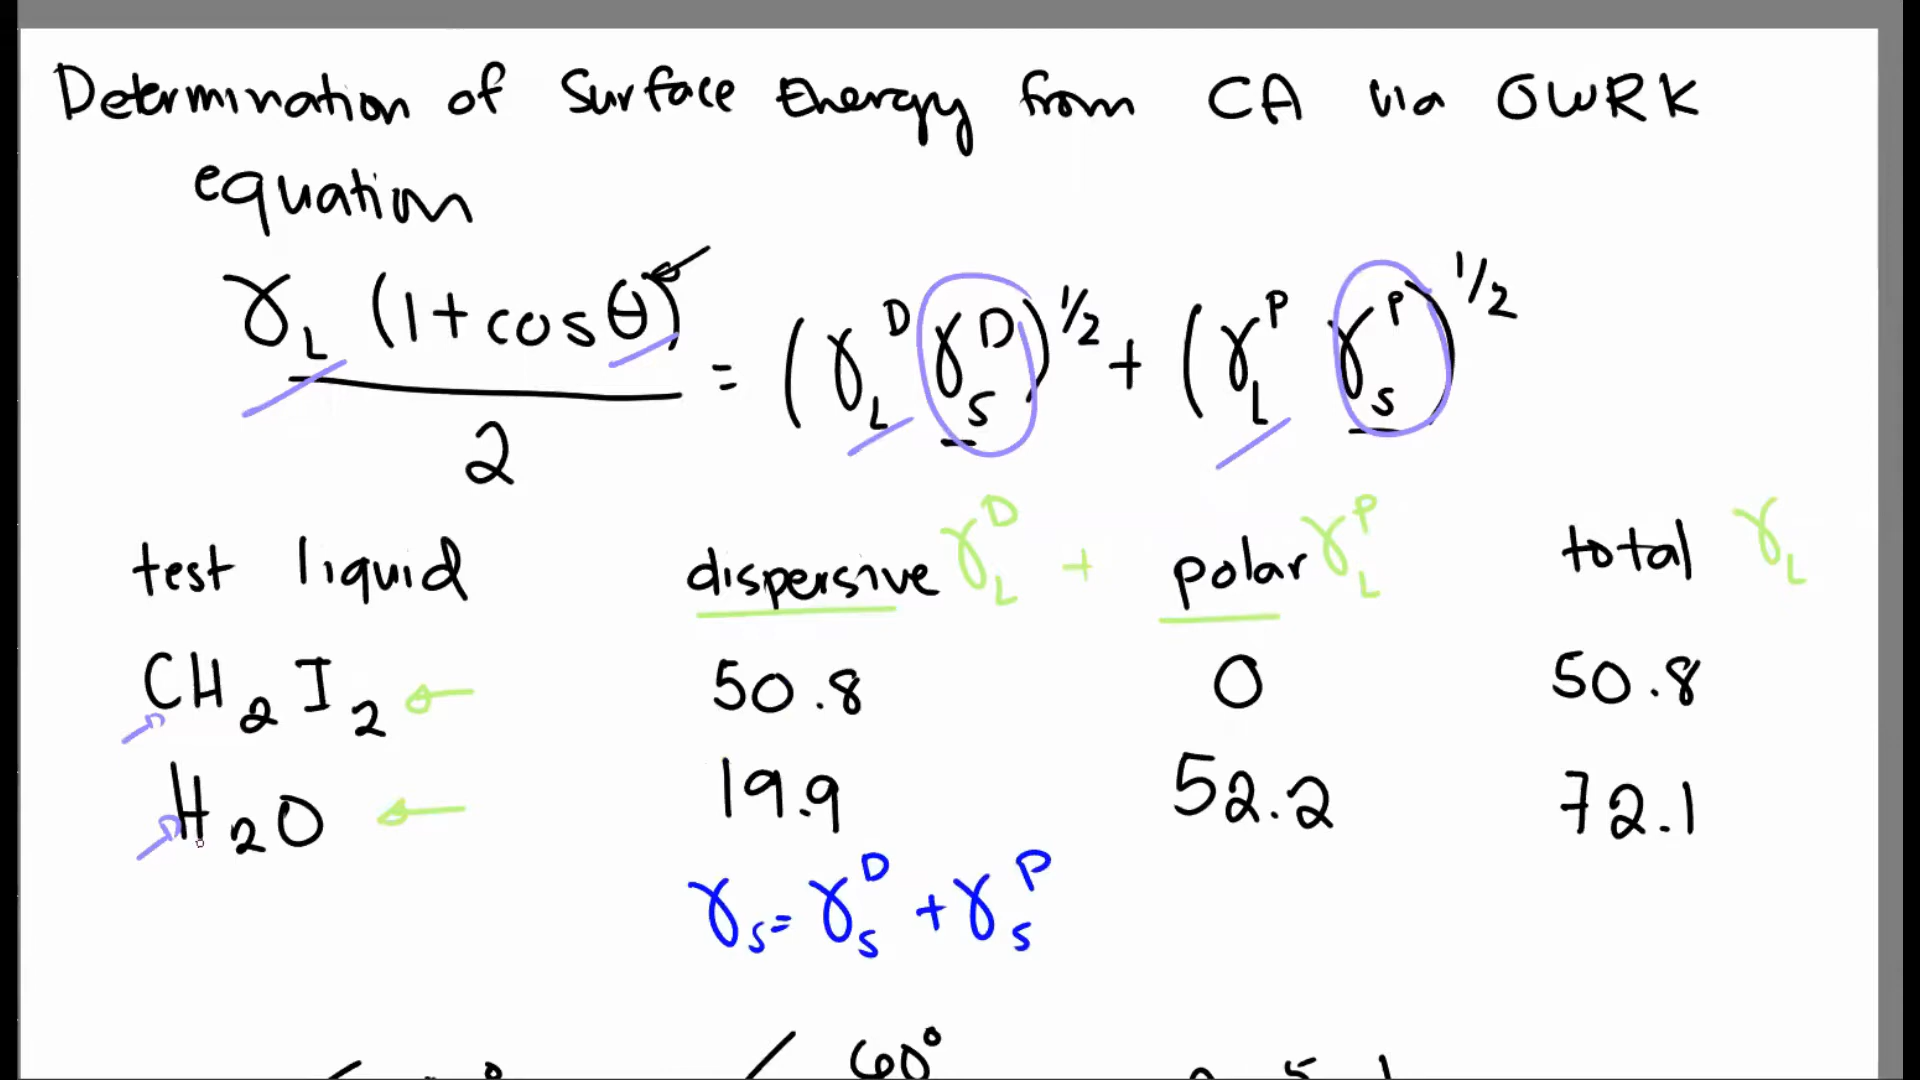 Determination of Surface Energy from CA via OWRK
equation
γL (1+cosθ) / 2 = (γL^D γS^D)^1/2 + (γL^P γS^P)^1/2
test liquid dispersive γL^D + polar γL^P total γL
CH2I2 50.8 0 50.8
H2O 19.9 52.2 72.1
γS = γS^D + γS^P
60°